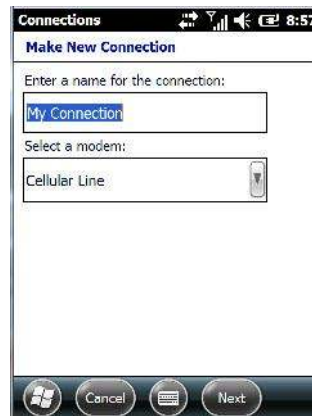 Connections 8:57
Make New Connection
Enter a name for the connection:
My Connection
Select a modem:
Cellular Line
Cancel Next